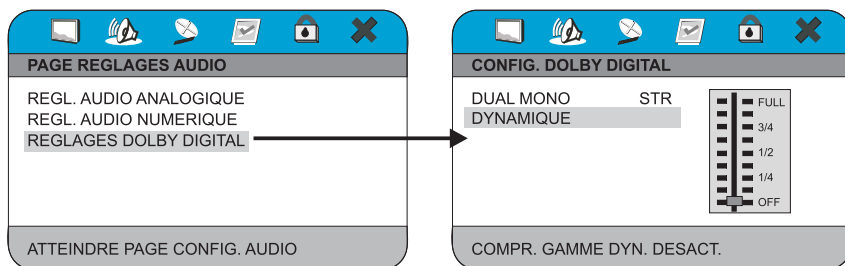 PAGE REGLAGES AUDIO
REGL. AUDIO ANALOGIQUE
REGL. AUDIO NUMERIQUE
REGLAGES DOLBY DIGITAL
ATTEINDRE PAGE CONFIG. AUDIO
CONFIG. DOLBY DIGITAL
DUAL MONO STR
DYNAMIQUE
FULL
3/4
1/2
1/4
OFF
COMPR. GAMME DYN. DESACT.